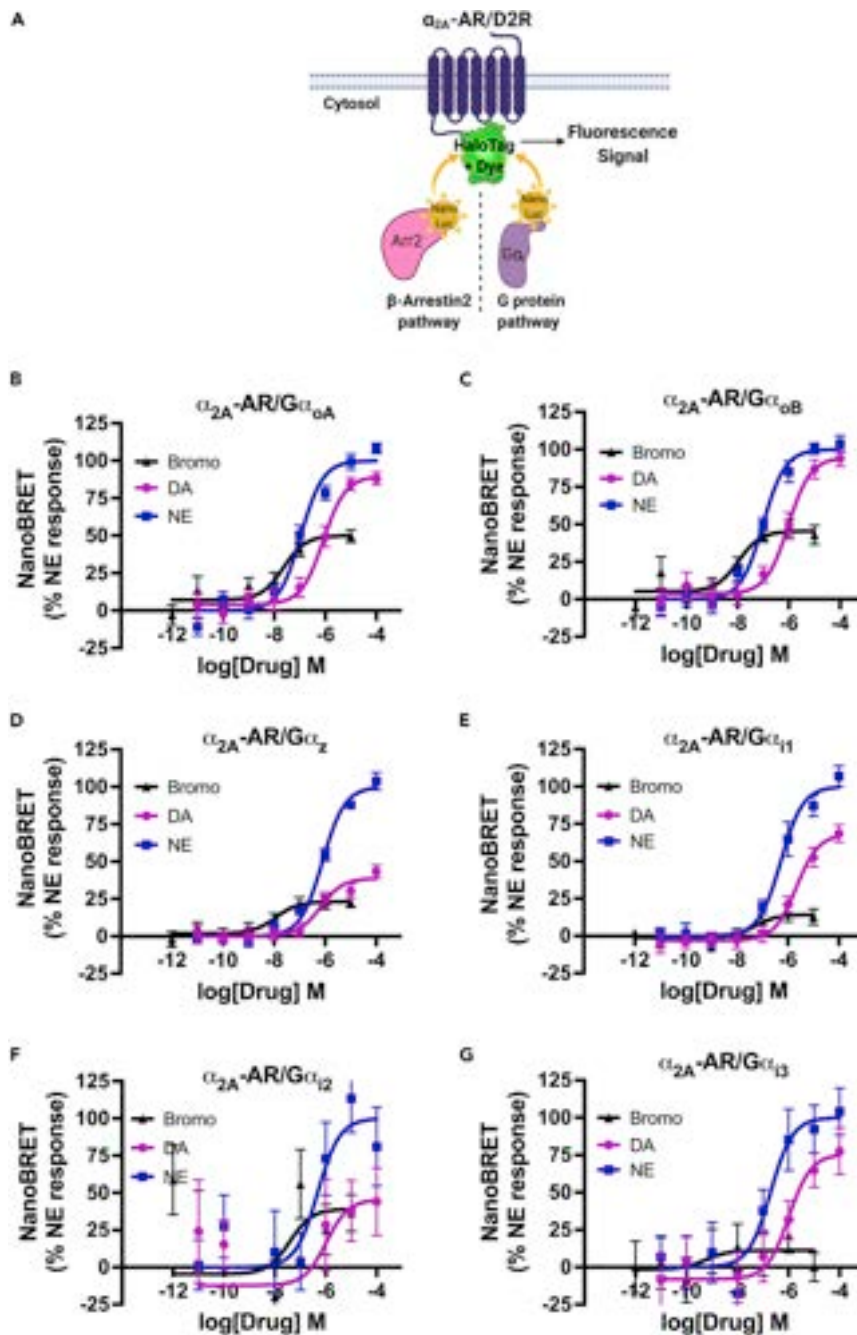 A
α2A-AR/D2R
Cytosol
HaloTag
+ Dye
Fluorescence
Signal
Nano
Luc
Nano
Luc
Arr2
Gαi
β-Arrestin2
pathway
G protein
pathway
B
α2A-AR/GαoA
NanoBRET
(% NE response)
125
100
75
50
25
0
-25
Bromo
DA
NE
-12
-10
-8
-6
-4
log[Drug] M
C
α2A-AR/GαoB
NanoBRET
(% NE response)
125
100
75
50
25
0
-25
Bromo
DA
NE
-12
-10
-8
-6
-4
log[Drug] M
D
α2A-AR/Gαz
NanoBRET
(% NE response)
125
100
75
50
25
0
-25
Bromo
DA
NE
-12
-10
-8
-6
-4
log[Drug] M
E
α2A-AR/Gαi1
NanoBRET
(% NE response)
125
100
75
50
25
0
-25
Bromo
DA
NE
-12
-10
-8
-6
-4
log[Drug] M
F
α2A-AR/Gαi2
NanoBRET
(% NE response)
125
100
75
50
25
0
-25
Bromo
DA
NE
-12
-10
-8
-6
-4
log[Drug] M
G
α2A-AR/Gαi3
NanoBRET
(% NE response)
125
100
75
50
25
0
-25
Bromo
DA
NE
-12
-10
-8
-6
-4
log[Drug] M